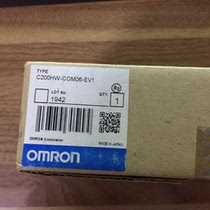 TYPE
C200HW-COM06-EV1
LOT No. QTY
1942 1
OMRON Corporation MADE IN JAPAN
OMRON